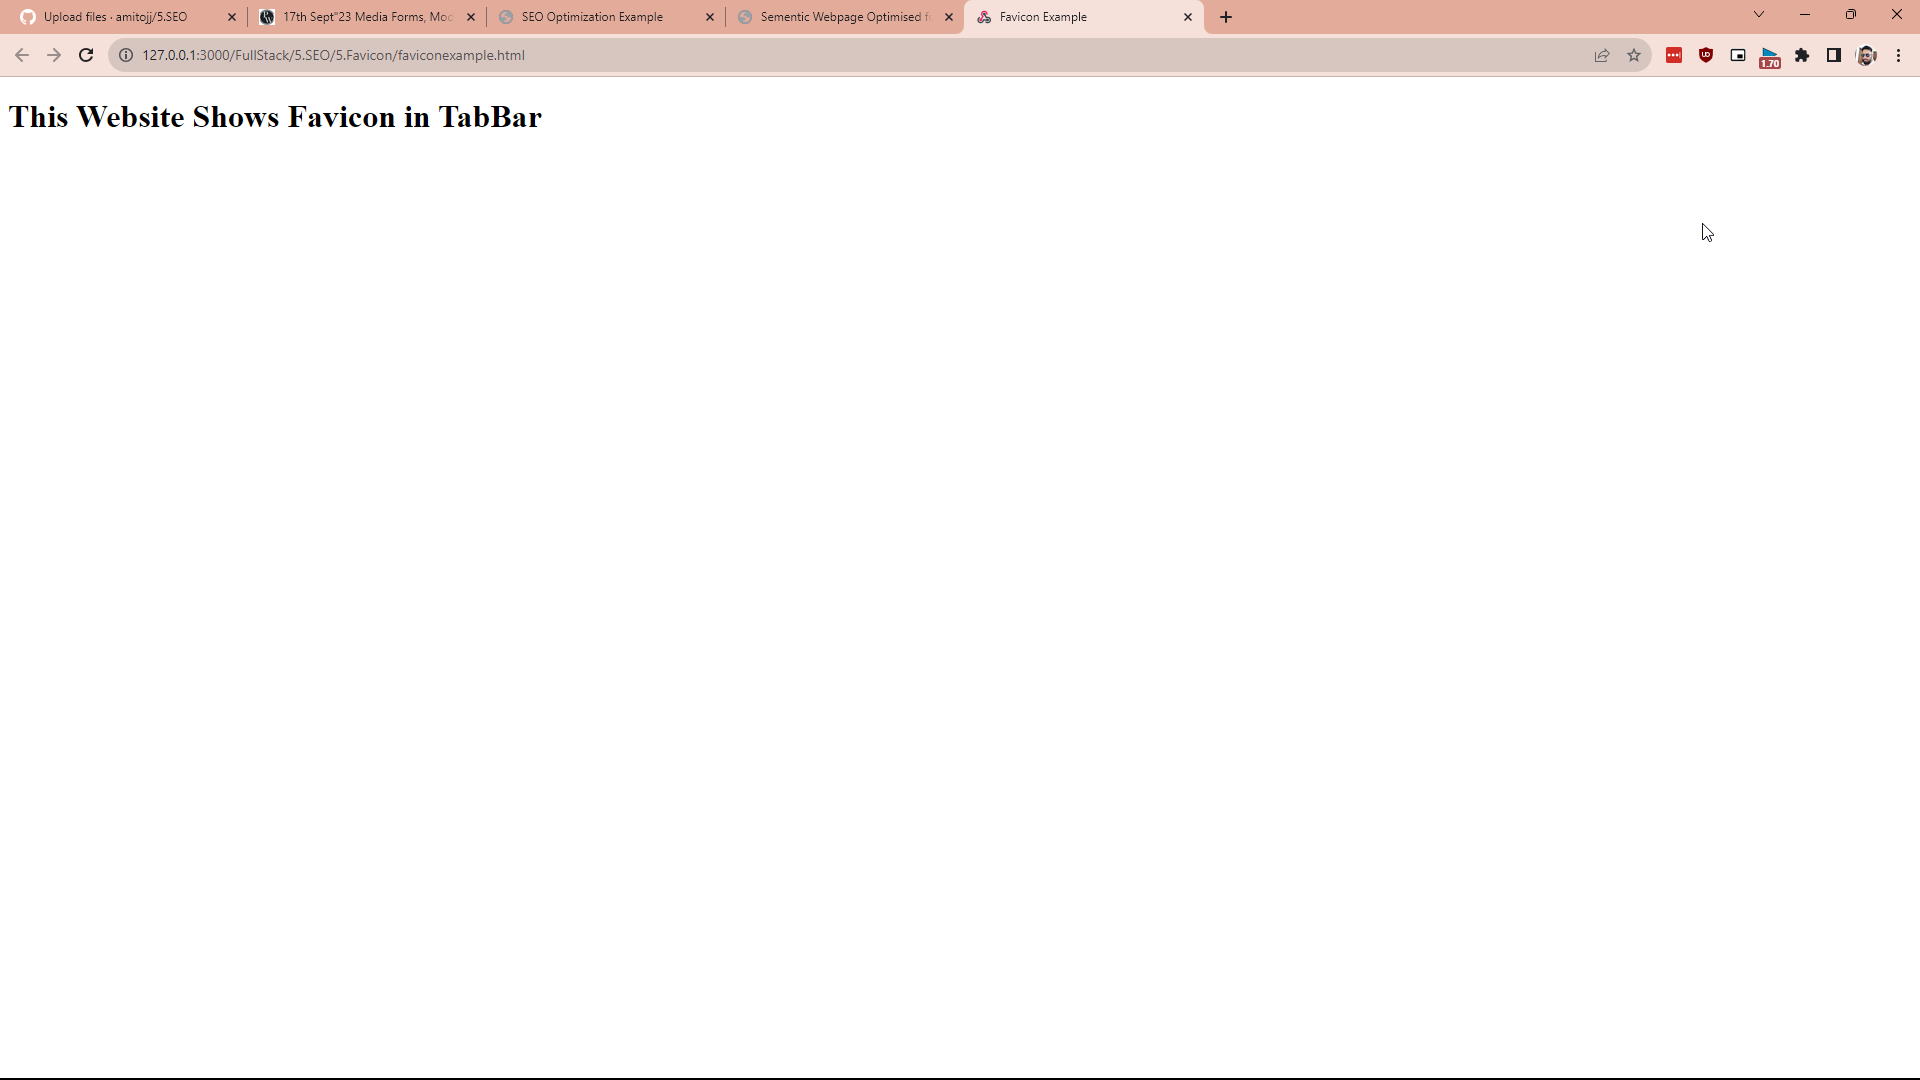 Upload files · amitojj/5.SEO
17th Sept"23 Media Forms, Moc
SEO Optimization Example
Sementic Webpage Optimised f
Favicon Example
127.0.0.1:3000/FullStack/5.SEO/5.Favicon/faviconexample.html
1.70
This Website Shows Favicon in TabBar